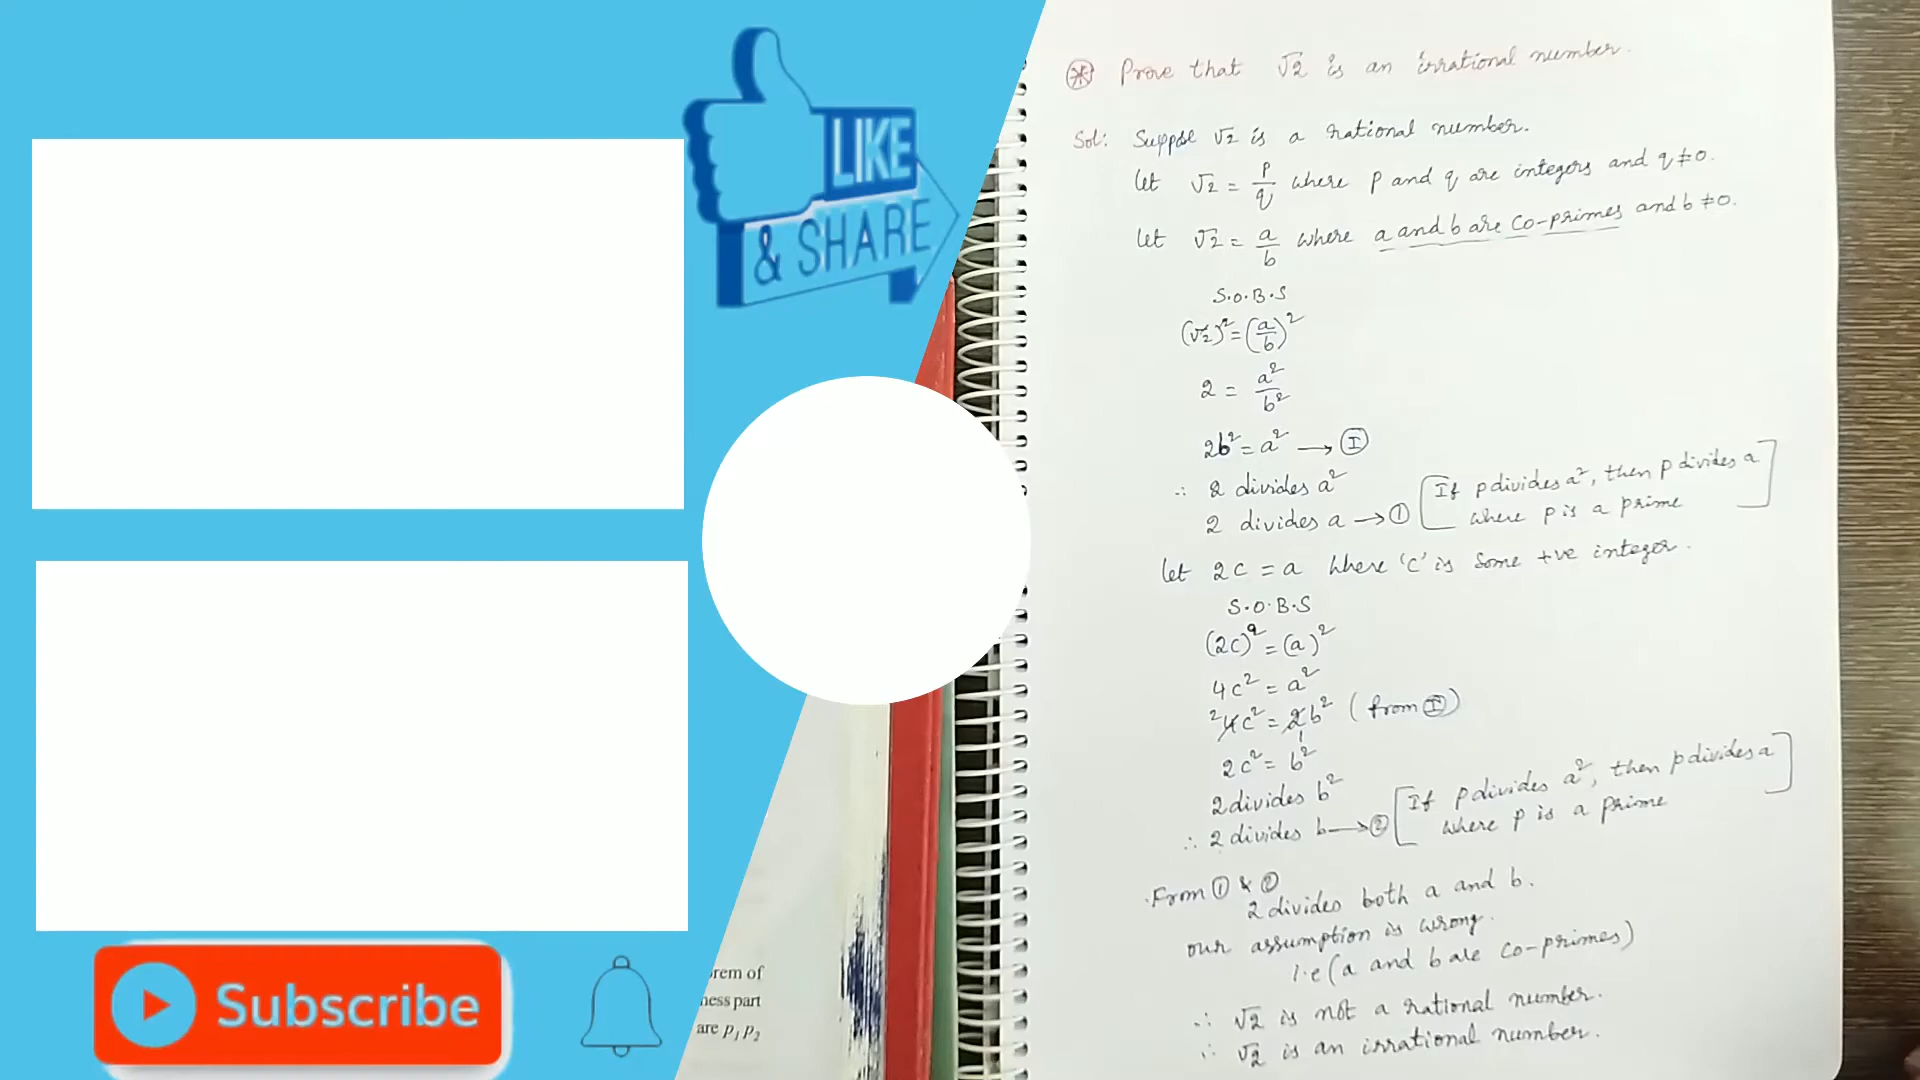 LIKE
& SHARE
Subscribe
rem of
ness part
are p₁ p₂
Prove that √2 is an irrational number.
Sol: Suppose √2 is a rational number.
let √2 = p/q where p and q are integers and q≠0.
let √2 = a/b where a and b are co-primes and b≠0.
S.O.B.S
(√2)² = (a/b)²
2 = a²/b²
2b² = a² → Ⓘ
∴ 2 divides a²
2 divides a → ① [If p divides a², then p divides a
where p is a prime]
let 2c = a where 'c' is some +ve integer.
S.O.B.S
(2c)² = (a)²
4c² = a²
²4c² = 2b² (from Ⓘ)
1
2c² = b²
2 divides b²
∴ 2 divides b → ② [If p divides a², then p divides a
where p is a prime]
From ① & ②
2 divides both a and b.
our assumption is wrong.
i.e (a and b are co-primes)
∴ √2 is not a rational number.
∴ √2 is an irrational number.